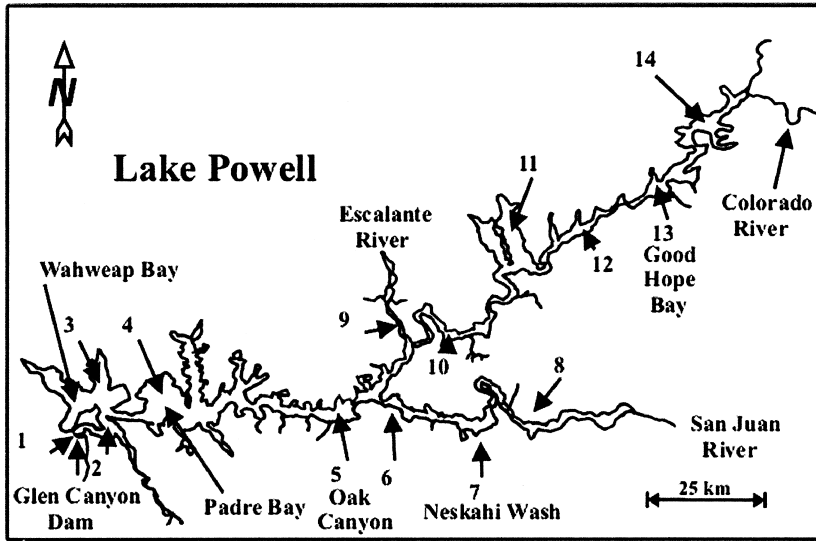 14
N
Lake Powell
11
Escalante
River
Colorado
River
13
Good
Hope
Bay
12
Wahweap Bay
3
4
9
10
8
1
2
San Juan
River
Glen Canyon
Dam
Padre Bay
5
Oak
Canyon
6
7
Neskahi Wash
25 km